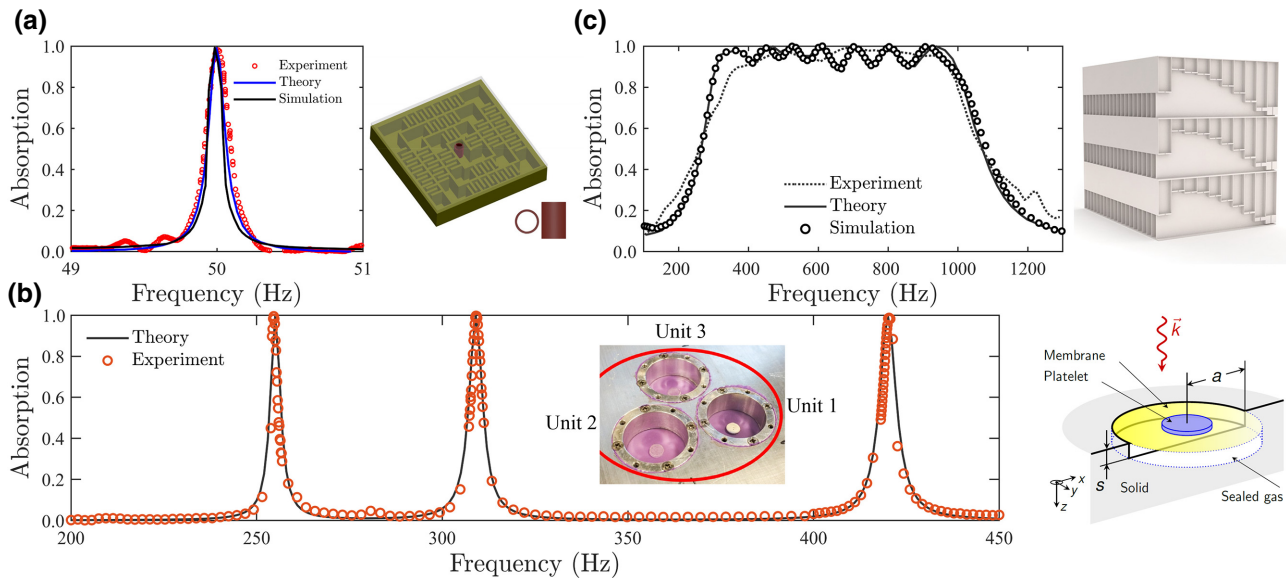 (a)
Absorption
1.0
0.8
0.6
0.4
0.2
0.0
49
50
51
Frequency (Hz)
Experiment
Theory
Simulation
(c)
Absorption
1.0
0.8
0.6
0.4
0.2
0.0
200
400
600
800
1000
1200
Frequency (Hz)
Experiment
Theory
Simulation
(b)
Absorption
1.0
0.8
0.6
0.4
0.2
0.0
200
250
300
350
400
450
Frequency (Hz)
Theory
Experiment
Unit 3
Unit 2
Unit 1
k⃗
Membrane
Platelet
a
s
Solid
Sealed gas
x
y
z